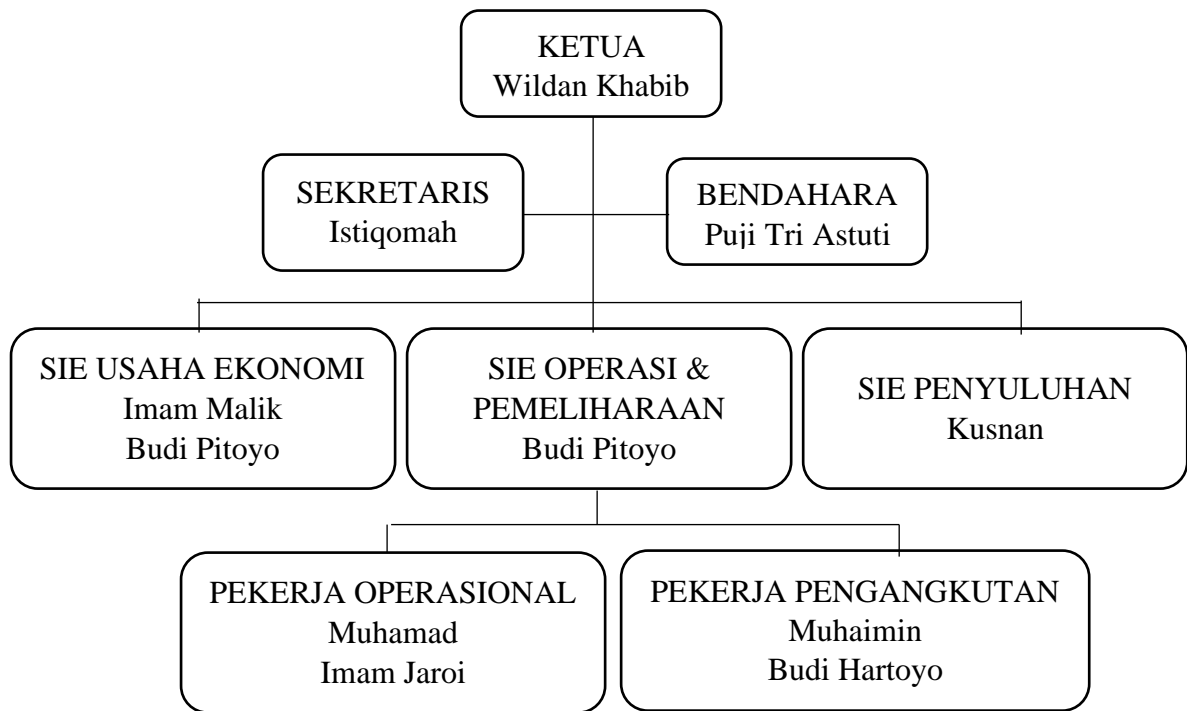 KETUA
Wildan Khabib
SEKRETARIS
Istiqomah
BENDAHARA
Puji Tri Astuti
SIE USAHA EKONOMI
Imam Malik
Budi Pitoyo
SIE OPERASI &
PEMELIHARAAN
Budi Pitoyo
SIE PENYULUHAN
Kusnan
PEKERJA OPERASIONAL
Muhamad
Imam Jaroi
PEKERJA PENGANGKUTAN
Muhaimin
Budi Hartoyo